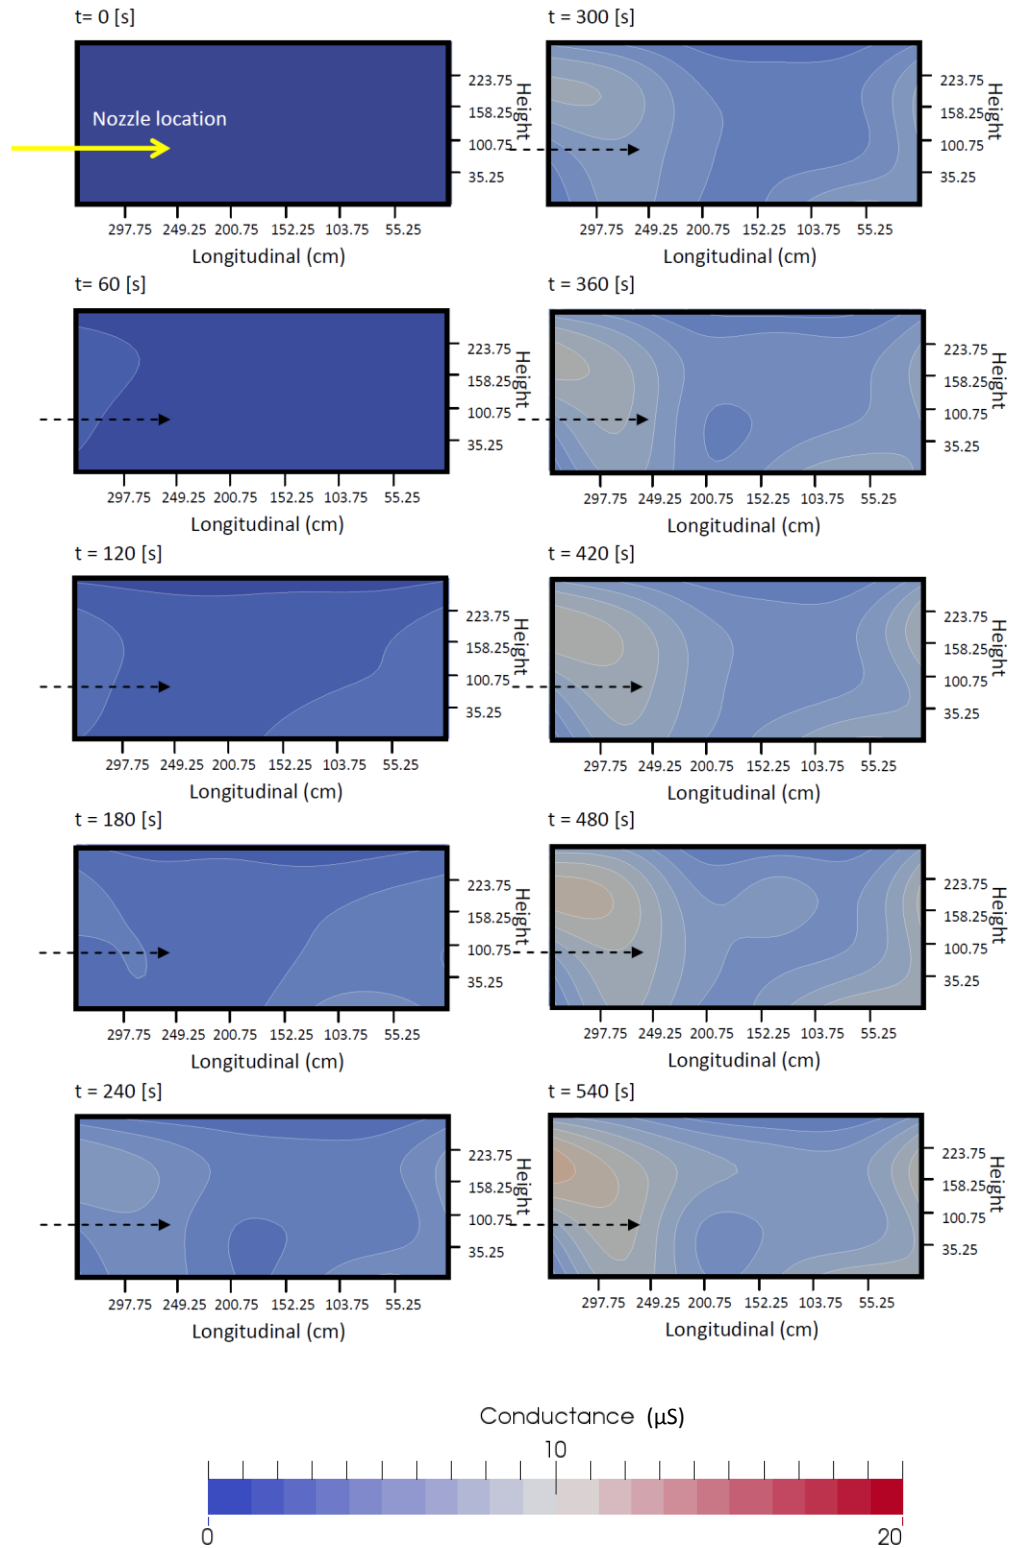 t= 0 [s]
Nozzle location
223.75
158.25
100.75
35.25
Height
297.75 249.25 200.75 152.25 103.75 55.25
Longitudinal (cm)
t = 300 [s]
223.75
158.25
100.75
35.25
Height
297.75 249.25 200.75 152.25 103.75 55.25
Longitudinal (cm)
t= 60 [s]
223.75
158.25
100.75
35.25
Height
297.75 249.25 200.75 152.25 103.75 55.25
Longitudinal (cm)
t = 360 [s]
223.75
158.25
100.75
35.25
Height
297.75 249.25 200.75 152.25 103.75 55.25
Longitudinal (cm)
t = 120 [s]
223.75
158.25
100.75
35.25
Height
297.75 249.25 200.75 152.25 103.75 55.25
Longitudinal (cm)
t = 420 [s]
223.75
158.25
100.75
35.25
Height
297.75 249.25 200.75 152.25 103.75 55.25
Longitudinal (cm)
t = 180 [s]
223.75
158.25
100.75
35.25
Height
297.75 249.25 200.75 152.25 103.75 55.25
Longitudinal (cm)
t = 480 [s]
223.75
158.25
100.75
35.25
Height
297.75 249.25 200.75 152.25 103.75 55.25
Longitudinal (cm)
t = 240 [s]
223.75
158.25
100.75
35.25
Height
297.75 249.25 200.75 152.25 103.75 55.25
Longitudinal (cm)
t = 540 [s]
223.75
158.25
100.75
35.25
Height
297.75 249.25 200.75 152.25 103.75 55.25
Longitudinal (cm)
Conductance (µS)
10
0 20